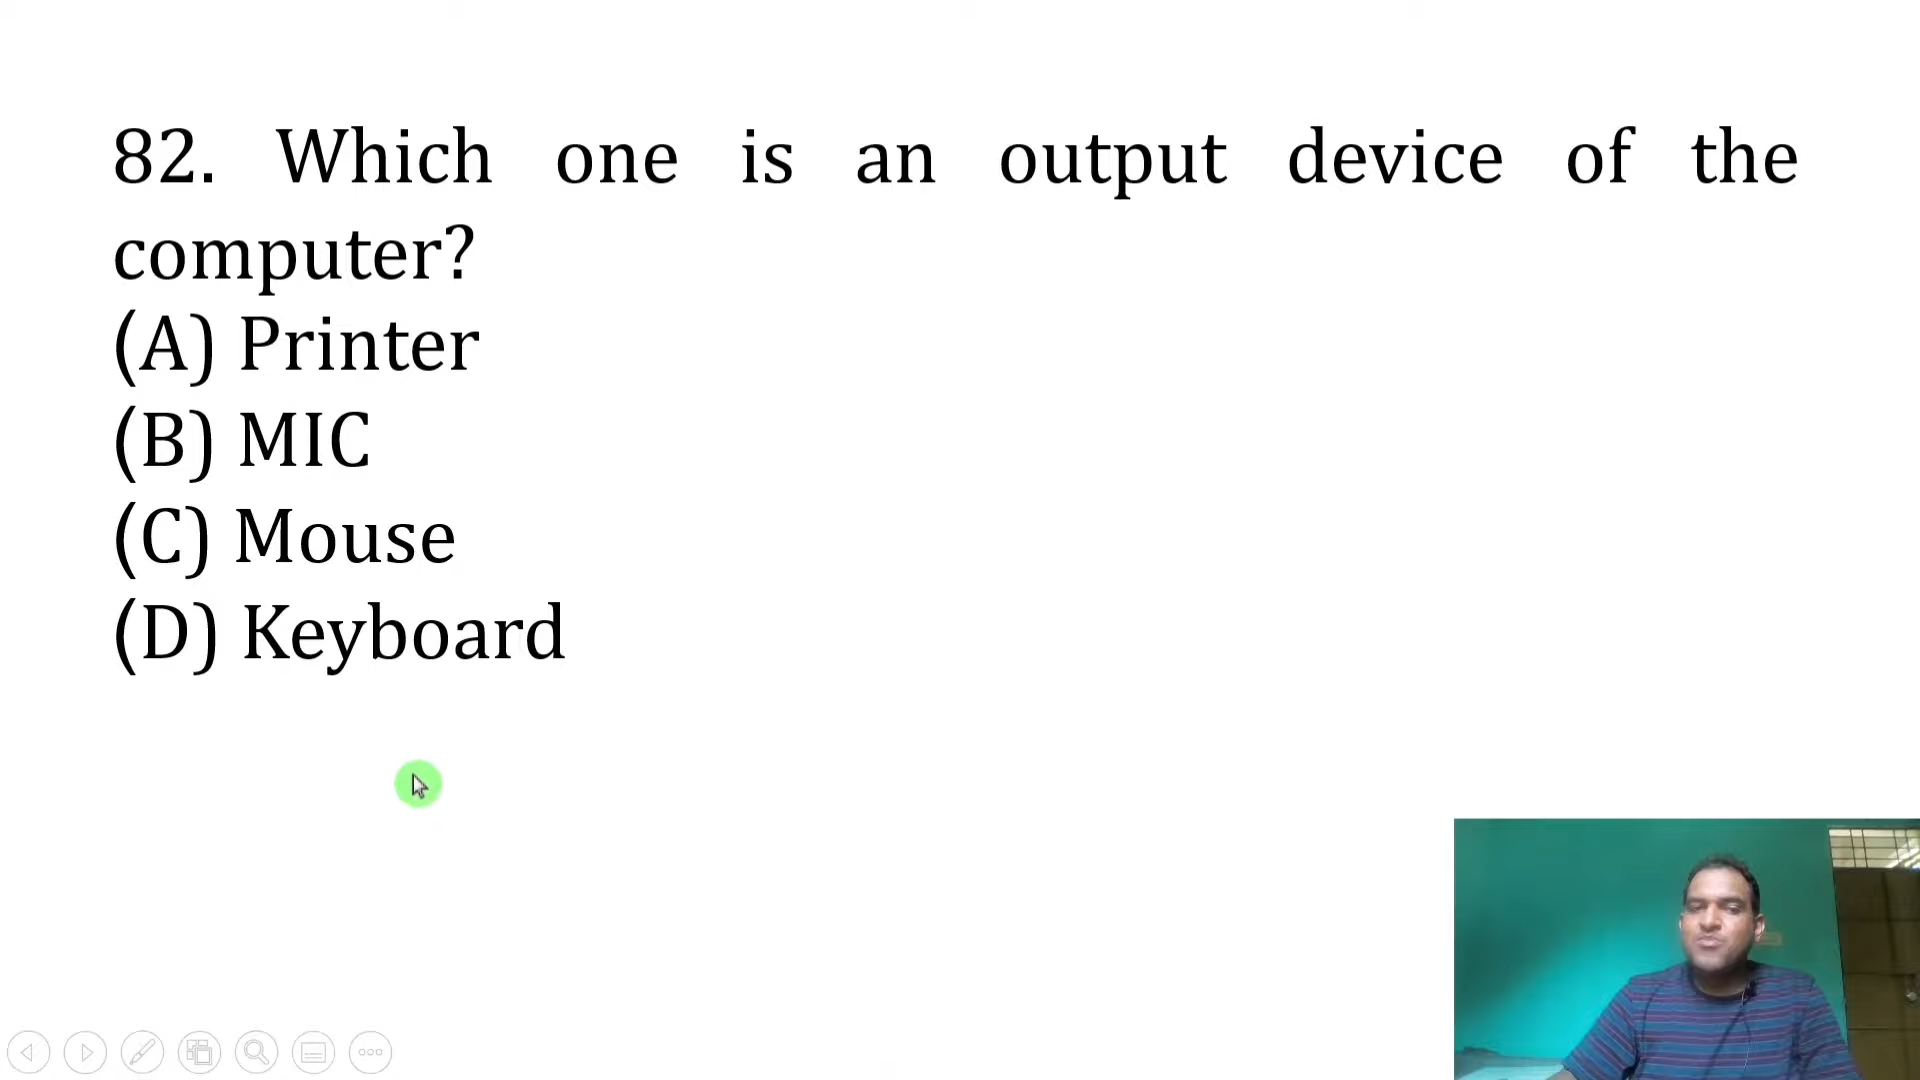 82. Which one is an output device of the
computer?
(A) Printer
(B) MIC
(C) Mouse
(D) Keyboard